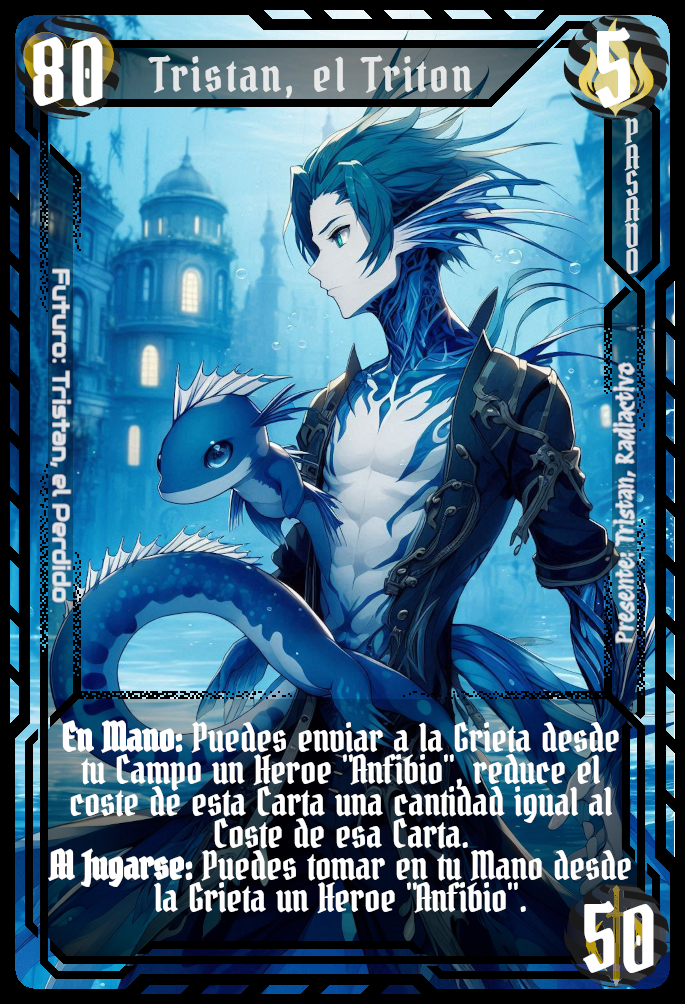 80
Tristan, el Triton
5
PASADO
Futuro: Tristan, el Perdido
Presente: Tristan, Radiactivo
En Mano: Puedes enviar a la Grieta desde
tu Campo un Heroe "Anfibio", reduce el
coste de esta Carta una cantidad igual al
Coste de esa Carta.
Al Jugarse: Puedes tomar en tu Mano desde
la Grieta un Heroe "Anfibio".
50